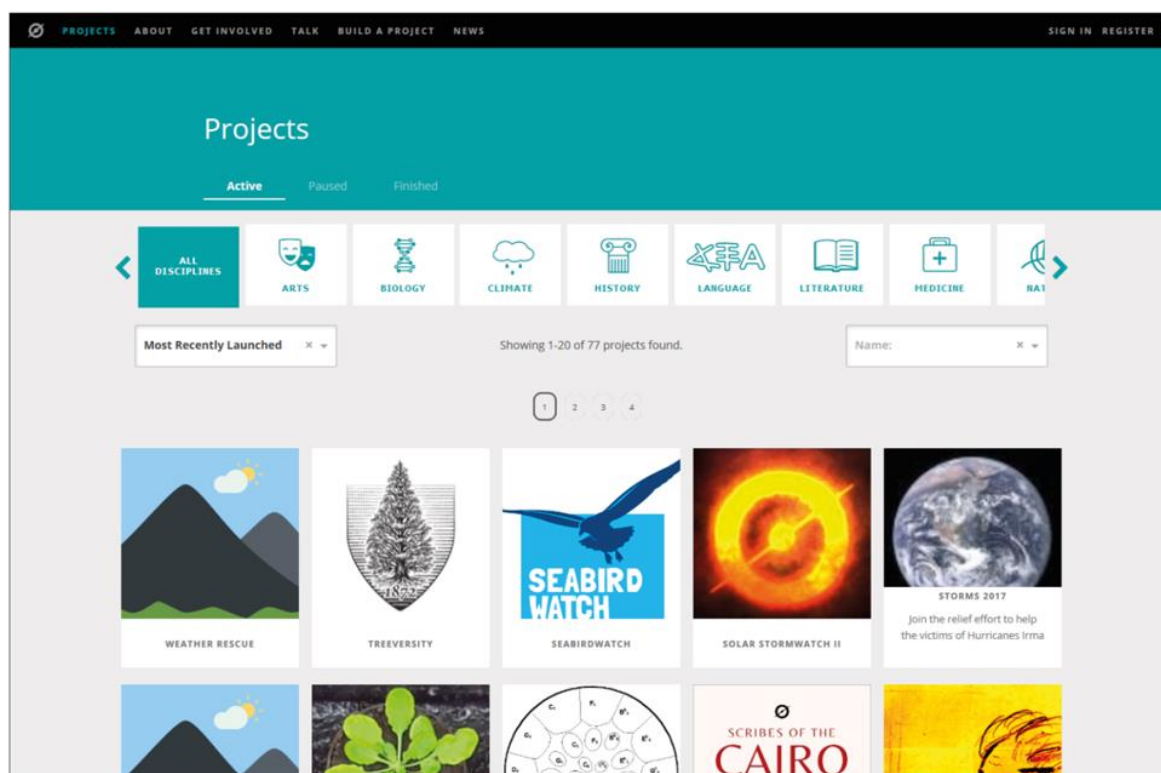 PROJECTS ABOUT GET INVOLVED TALK BUILD A PROJECT NEWS SIGN IN REGISTER
Projects
Active Paused Finished
ALL
DISCIPLINES
ARTS BIOLOGY CLIMATE HISTORY LANGUAGE LITERATURE MEDICINE NAT
Most Recently Launched × Showing 1-20 of 77 projects found. Name: ×
1 2 3 4
1872
SEABIRD
WATCH
STORMS 2017
Join the relief effort to help
the victims of Hurricanes Irma
WEATHER RESCUE TREEVERSITY SEABIRDWATCH SOLAR STORMWATCH II
SCRIBES OF THE
CAIRO